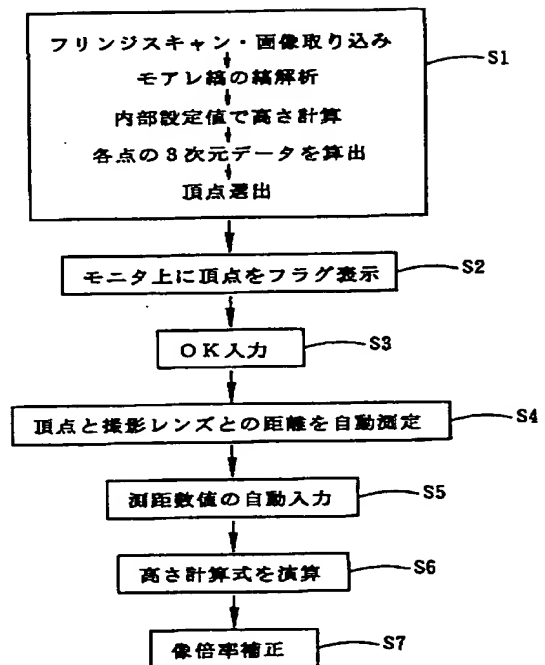 フリンジスキャン・画像取り込み
S1
モアレ縞の縞解析
内部設定値で高さ計算
各点の3次元データを算出
頂点選出
モニタ上に頂点をフラグ表示
S2
OK入力
S3
頂点と撮影レンズとの距離を自動測定
S4
測距数値の自動入力
S5
高さ計算式を演算
S6
像倍率補正
S7